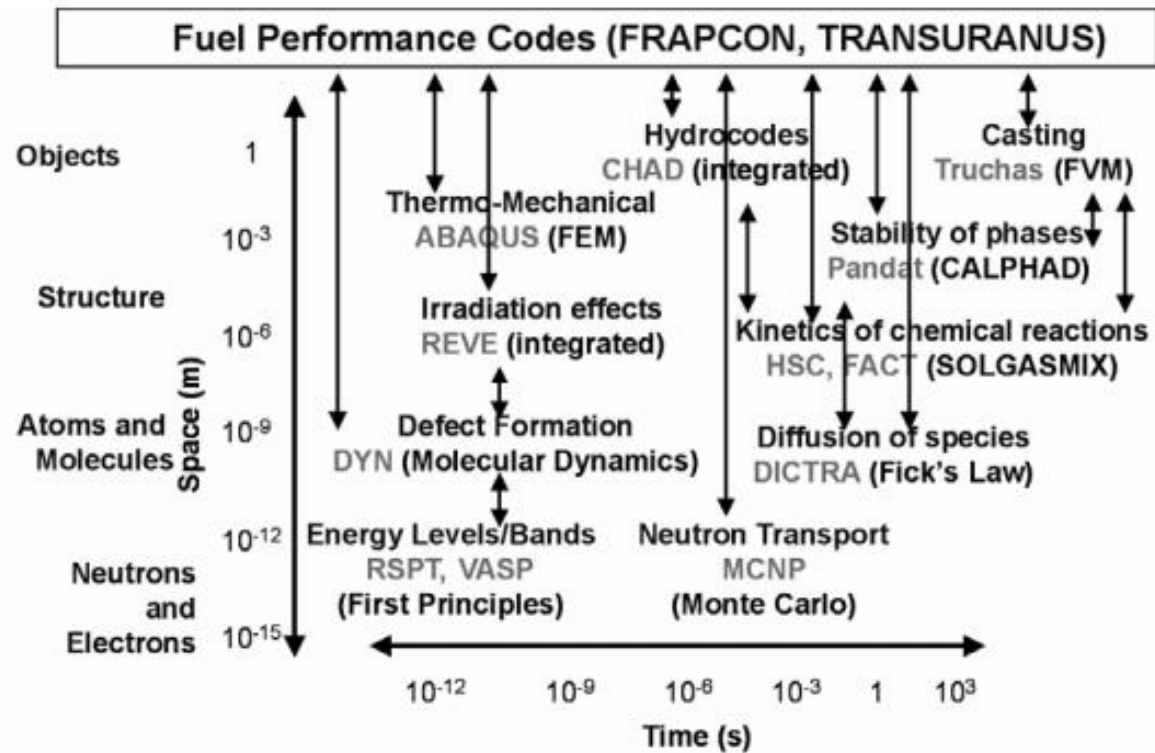 Fuel Performance Codes (FRAPCON, TRANSURANUS)
Objects
1
Hydrocodes
CHAD (integrated)
Casting
Truchas (FVM)
Thermo-Mechanical
ABAQUS (FEM)
10-3
Stability of phases
Pandat (CALPHAD)
Structure
Irradiation effects
REVE (integrated)
10-6
Kinetics of chemical reactions
HSC, FACT (SOLGASMIX)
Space (m)
Atoms and
Molecules
10-9
Defect Formation
DYN (Molecular Dynamics)
Diffusion of species
DICTRA (Fick's Law)
10-12
Energy Levels/Bands
RSPT, VASP
(First Principles)
Neutron Transport
MCNP
(Monte Carlo)
Neutrons
and
Electrons
10-15
10-12 10-9 10-6 10-3 1 103
Time (s)